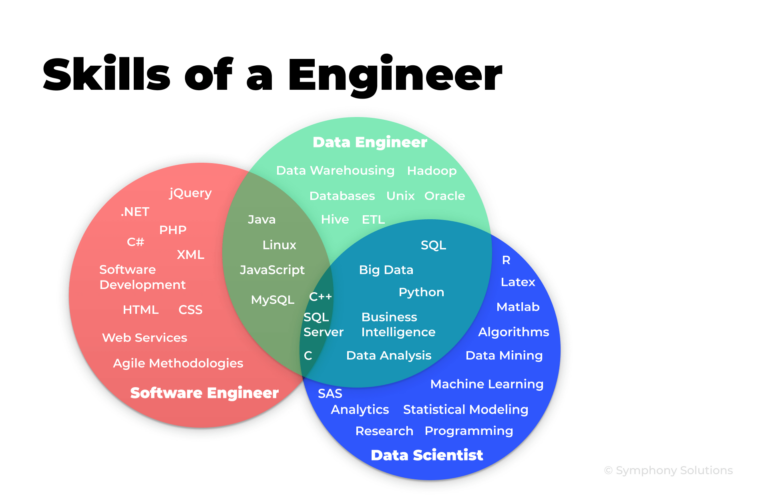 Skills of a Engineer
Data Engineer
Data Warehousing Hadoop
Databases Unix Oracle
Hive ETL
jQuery
.NET
PHP
C#
XML
Software
Development
HTML CSS
Web Services
Agile Methodologies
Software Engineer
Java
Linux
JavaScript
MySQL
C++
SQL
Server
C
SQL
Big Data
Python
Business
Intelligence
Data Analysis
R
Latex
Matlab
Algorithms
Data Mining
Machine Learning
SAS
Analytics Statistical Modeling
Research Programming
Data Scientist
© Symphony Solutions